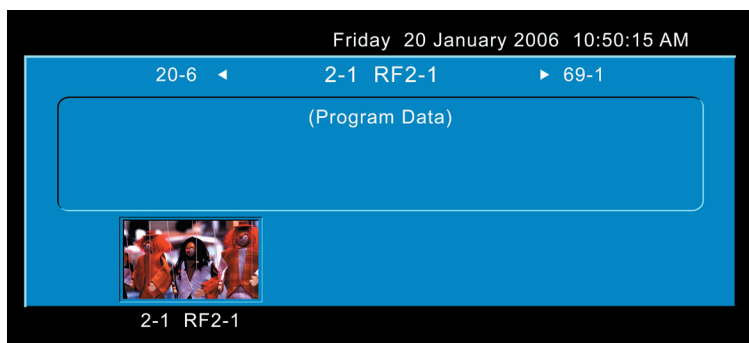 Friday 20 January 2006 10:50:15 AM
20-6 ◄ 2-1 RF2-1 ► 69-1
(Program Data)
2-1 RF2-1